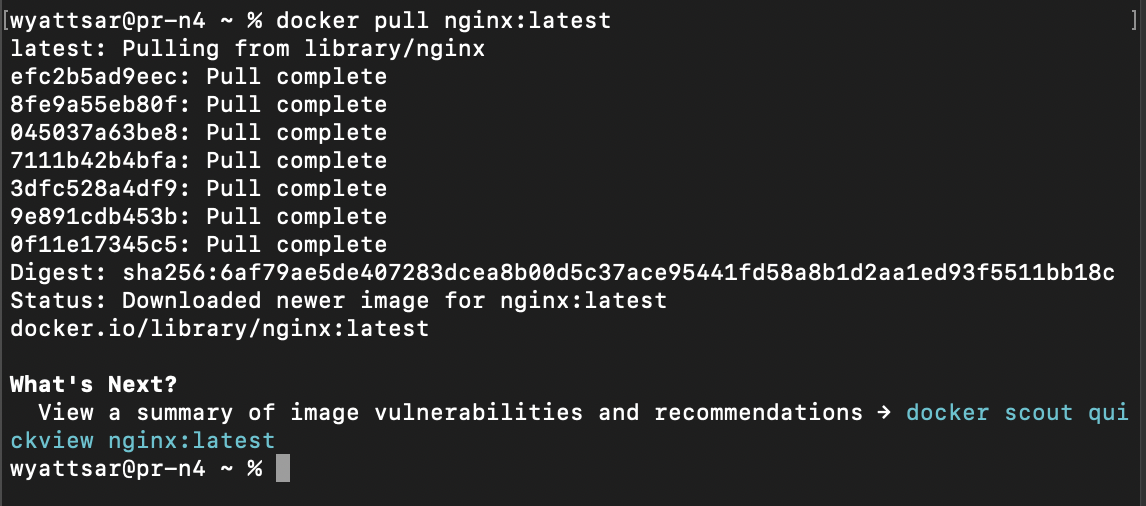 [wyattsar@pr-n4 ~ % docker pull nginx:latest ]
latest: Pulling from library/nginx
efc2b5ad9eec: Pull complete
8fe9a55eb80f: Pull complete
045037a63be8: Pull complete
7111b42b4bfa: Pull complete
3dfc528a4df9: Pull complete
9e891cdb453b: Pull complete
0f11e17345c5: Pull complete
Digest: sha256:6af79ae5de407283dcea8b00d5c37ace95441fd58a8b1d2aa1ed93f5511bb18c
Status: Downloaded newer image for nginx:latest
docker.io/library/nginx:latest
What's Next?
View a summary of image vulnerabilities and recommendations → docker scout qui
ckview nginx:latest
wyattsar@pr-n4 ~ %